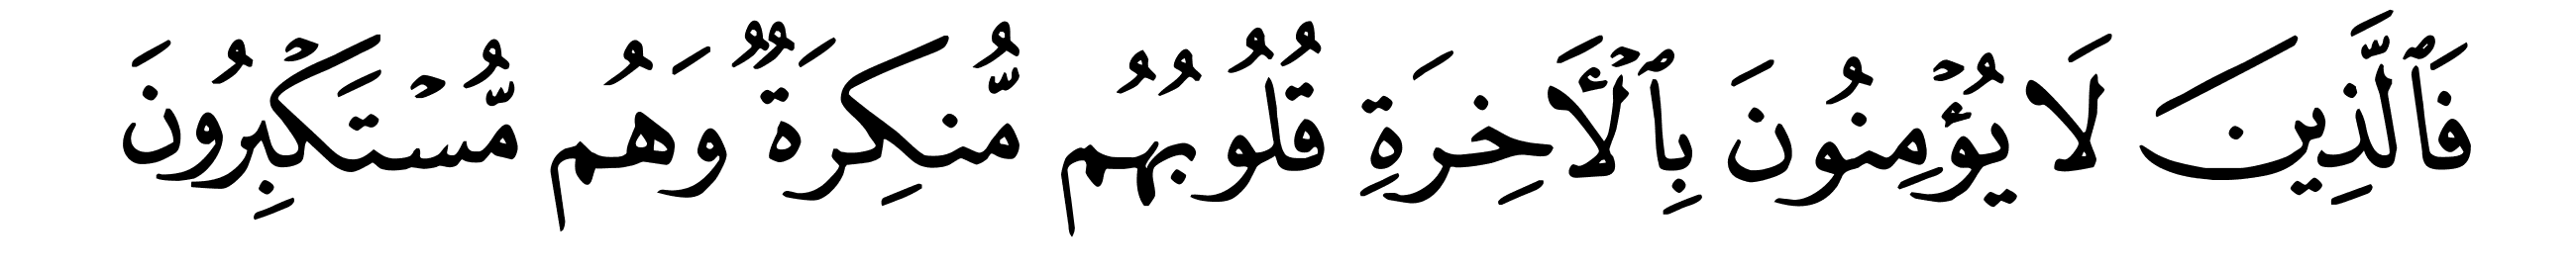 فَٱلَّذِينَ لَا يُؤۡمِنُونَ بِٱلۡأٓخِرَةِ قُلُوبُهُم مُّنكِرَةٞ وَهُم مُّسۡتَكۡبِرُونَ